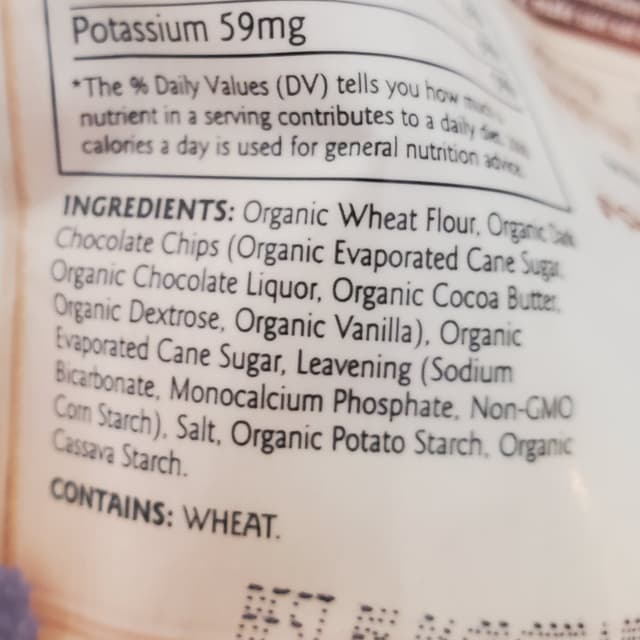 Potassium 59mg
*The % Daily Values (DV) tells you how
nutrient in a serving contributes to a daily
calories a day is used for general nutrition advice.
INGREDIENTS: Organic Wheat Flour, Organic Dark
Chocolate Chips (Organic Evaporated Cane Sugar,
Organic Chocolate Liquor, Organic Cocoa Butter,
Organic Dextrose, Organic Vanilla), Organic
Evaporated Cane Sugar, Leavening (Sodium
Bicarbonate, Monocalcium Phosphate, Non-GMO
Corn Starch), Salt, Organic Potato Starch, Organic
Cassava Starch.
CONTAINS: WHEAT.
BEST